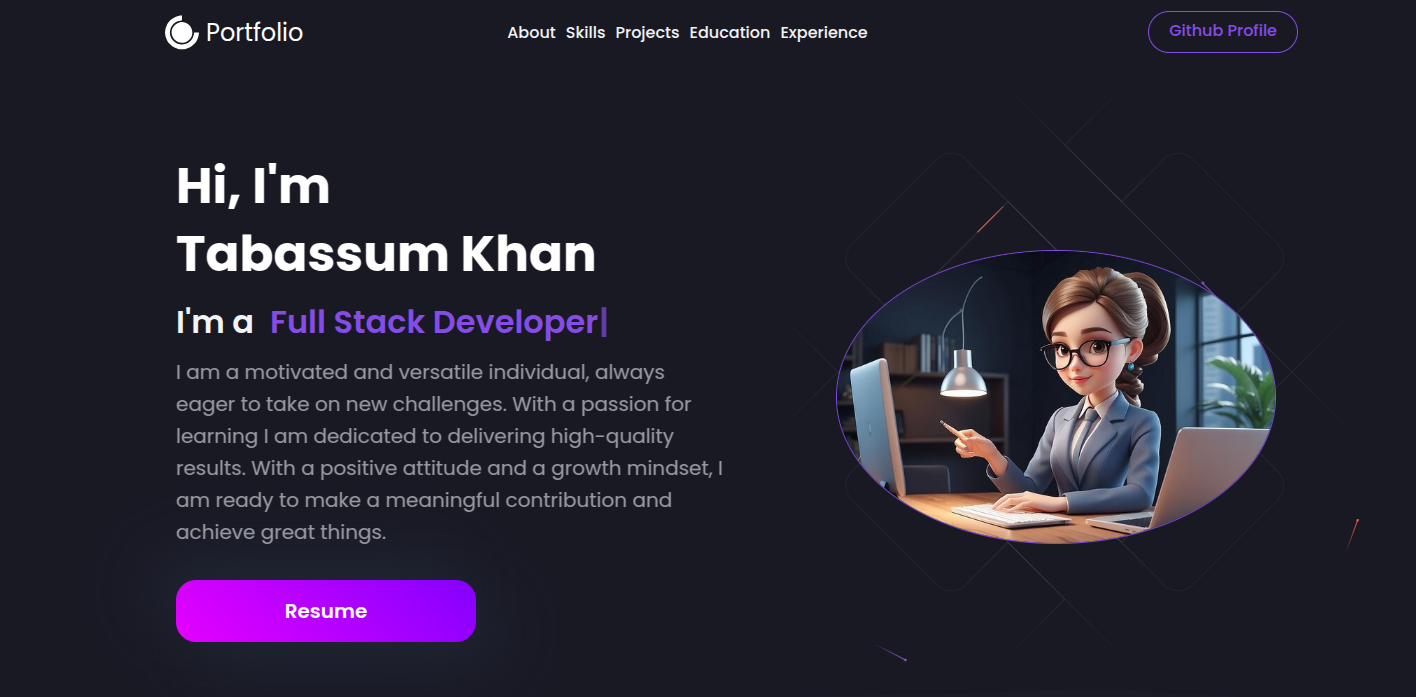 Portfolio
About Skills Projects Education Experience
Github Profile
Hi, I'm
Tabassum Khan
I'm a Full Stack Developer|
I am a motivated and versatile individual, always
eager to take on new challenges. With a passion for
learning I am dedicated to delivering high-quality
results. With a positive attitude and a growth mindset, I
am ready to make a meaningful contribution and
achieve great things.
Resume